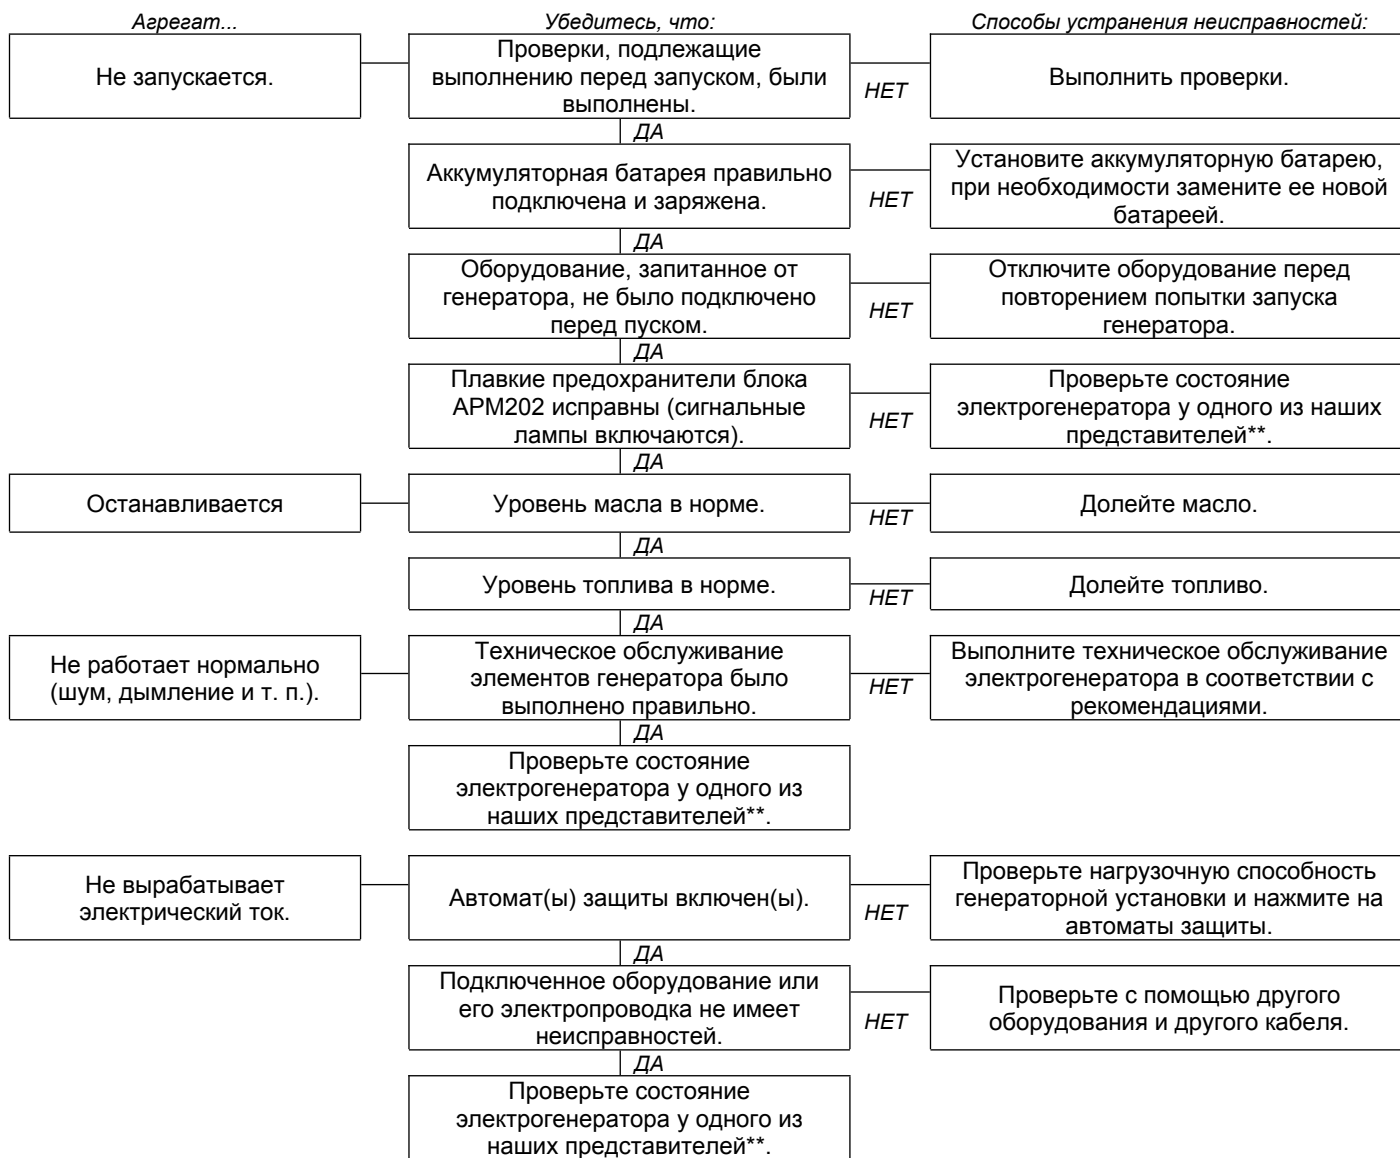 Агрегат...
Убедитесь, что:
Способы устранения неисправностей:
Не запускается.
Проверки, подлежащие
выполнению перед запуском, были
выполнены.
НЕТ
Выполнить проверки.
ДА
Аккумуляторная батарея правильно
подключена и заряжена.
НЕТ
Установите аккумуляторную батарею,
при необходимости замените ее новой
батареей.
ДА
Оборудование, запитанное от
генератора, не было подключено
перед пуском.
НЕТ
Отключите оборудование перед
повторением попытки запуска
генератора.
ДА
Плавкие предохранители блока
APM202 исправны (сигнальные
лампы включаются).
НЕТ
Проверьте состояние
электрогенератора у одного из наших
представителей**.
ДА
Останавливается
Уровень масла в норме.
НЕТ
Долейте масло.
ДА
Уровень топлива в норме.
НЕТ
Долейте топливо.
ДА
Не работает нормально
(шум, дымление и т. п.).
Техническое обслуживание
элементов генератора было
выполнено правильно.
НЕТ
Выполните техническое обслуживание
электрогенератора в соответствии с
рекомендациями.
ДА
Проверьте состояние
электрогенератора у одного из
наших представителей**.
Не вырабатывает
электрический ток.
Автомат(ы) защиты включен(ы).
НЕТ
Проверьте нагрузочную способность
генераторной установки и нажмите на
автоматы защиты.
ДА
Подключенное оборудование или
его электропроводка не имеет
неисправностей.
НЕТ
Проверьте с помощью другого
оборудования и другого кабеля.
ДА
Проверьте состояние
электрогенератора у одного из
наших представителей**.